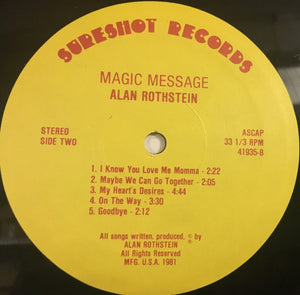 SURESHOT RECORDS
MAGIC MESSAGE
ALAN ROTHSTEIN
STEREO
SIDE TWO
ASCAP
33 1/3 RPM
41935-B
1. I Know You Love Me Momma - 2:22
2. Maybe We Can Go Together - 2:05
3. My Heart's Desires - 4:44
4. On The Way - 3:30
5. Goodbye - 2:12
All songs written, produced, © by
ALAN ROTHSTEIN
All Rights Reserved
MFG. U.S.A. 1981